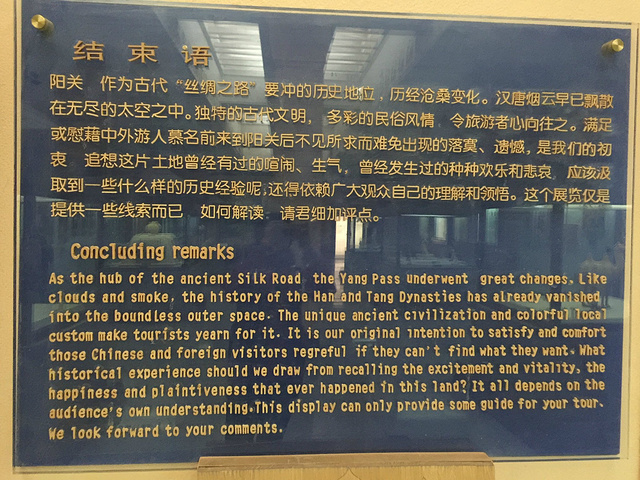 结束语
阳关 作为古代“丝绸之路”要冲的历史地位，历经沧桑变化。汉唐烟云早已飘散
在无尽的太空之中。独特的古代文明，多彩的民俗风情，令旅游者心向往之。满足
或慰藉中外游人慕名前来到阳关后不见所求而难免出现的落寞、遗憾，是我们的初
衷 追想这片土地曾经有过的喧闹、生气，曾经发生过的种种欢乐和悲哀，应该汲
取到一些什么样的历史经验呢，还得依赖广大观众自己的理解和领悟。这个展览仅是
提供一些线索而已 如何解读 请君细加评点。
Concluding remarks
As the hub of the ancient Silk Road the Yang Pass underwent great changes. Like
clouds and smoke, the history of the Han and Tang Dynasties has already vanished
into the boundless outer space. The unique ancient civilization and colorful local
custom make tourists yearn for it. It is our original intention to satisfy and comfort
those Chinese and foreign visitors regreful if they can't find what they want. What
historical experience should we draw from recalling the excitement and vitality, the
happiness and plaintiveness that ever happened in this land? It all depends on the
audience's own understanding.This display can only provide some guide for your tour.
We look forward to your comments.